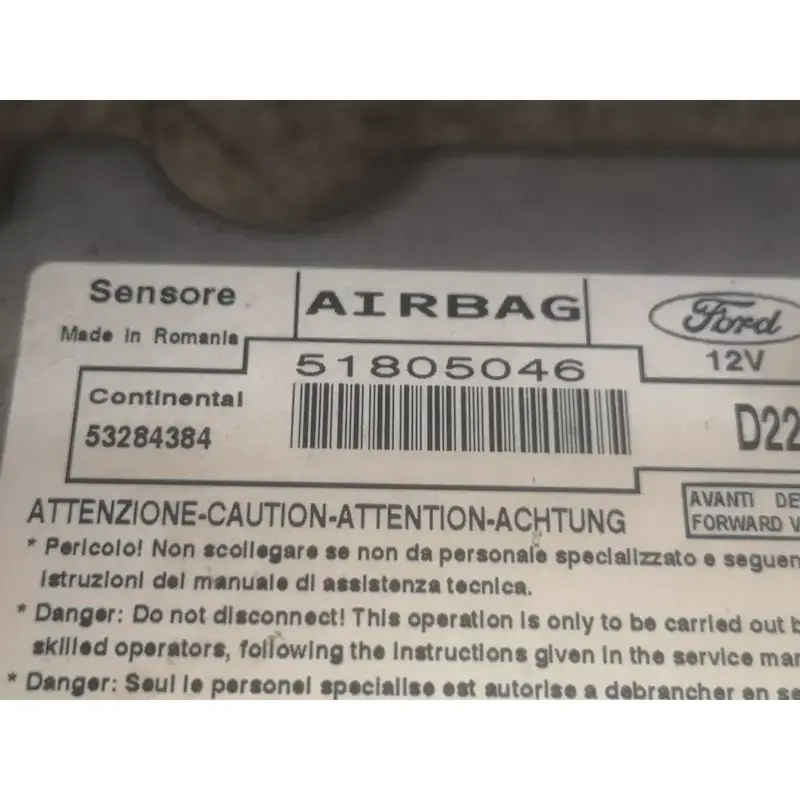 Sensore
AIRBAG
Ford
Made in Romania
12V
51805046
Continental
53284384
D22
ATTENZIONE-CAUTION-ATTENTION-ACHTUNG
AVANTI
FORWARD
* Pericolo! Non scollegare se non da personale specializzato e
istruzioni del manuale di assistenza tecnica.
* Danger: Do not disconnect! This operation is only to be carried out
skilled operators, following the instructions given in the service
* Danger: Seul le personel specialise est autorise a debrancher en